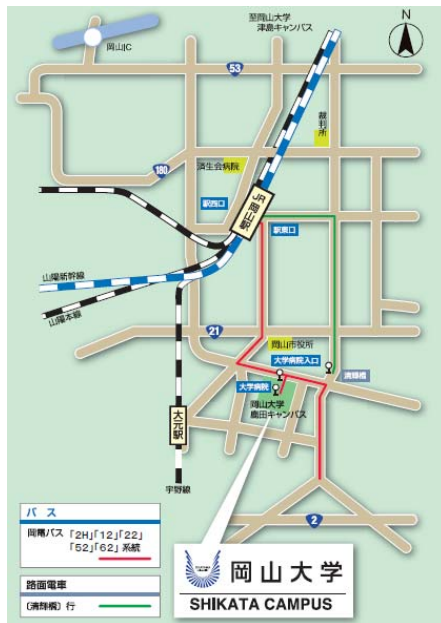 至岡山大学
津島キャンパス
N
岡山IC
53
裁判所
済生会病院
180
駅西口
JR岡山駅
駅東口
山陽新幹線
山陽本線
21
岡山市役所
大学病院入口
清輝橋
大学病院
岡山大学
鹿田キャンパス
大元駅
宇野線
2
バス
岡電バス「2H」「12」「22」
「52」「62」系統
路面電車
〔清輝橋〕行
岡山大学
SHIKATA CAMPUS